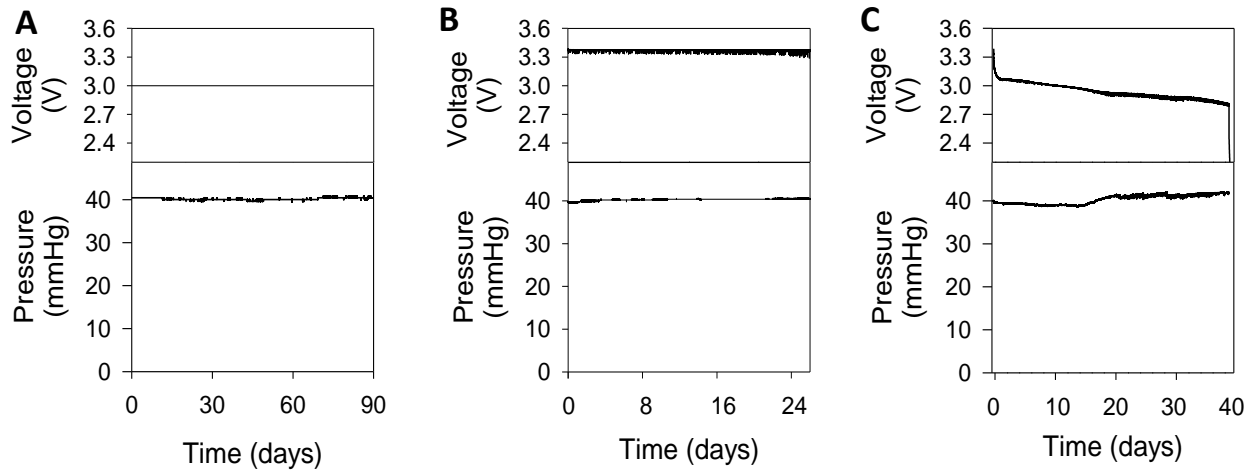 A
Voltage
(V)
3.6
3.3
3.0
2.7
2.4
Pressure
(mmHg)
40
30
20
10
0
0 30 60 90
Time (days)
B
Voltage
(V)
3.6
3.3
3.0
2.7
2.4
Pressure
(mmHg)
40
30
20
10
0
0 8 16 24
Time (days)
C
Voltage
(V)
3.6
3.3
3.0
2.7
2.4
Pressure
(mmHg)
40
30
20
10
0
0 10 20 30 40
Time (days)